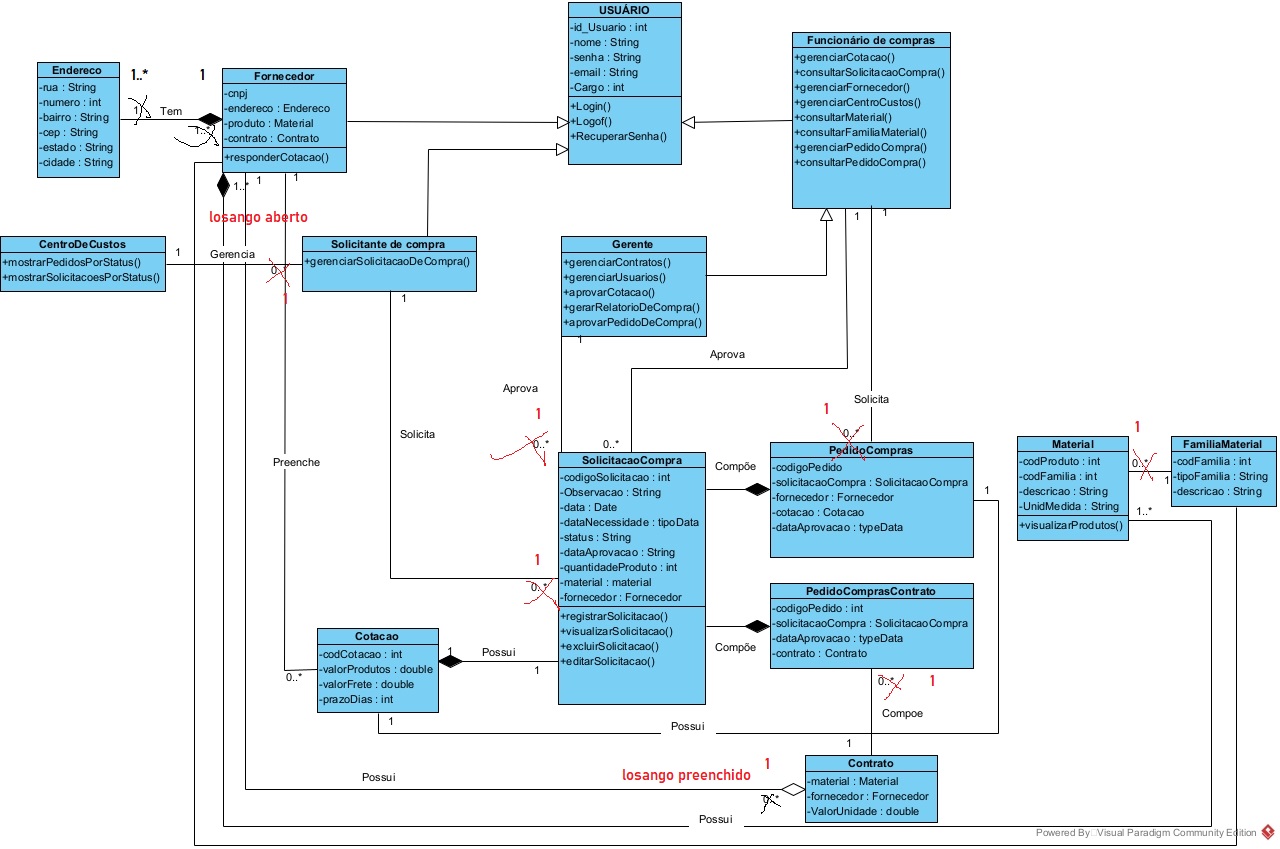 USUÁRIO
-id_Usuario : int
-nome : String
-senha : String
-email : String
-Cargo : int
+Login()
+Logof()
+RecuperarSenha()
Funcionário de compras
+gerenciarCotacao()
+consultarSolicitacaoCompra()
+gerenciarFornecedor()
+gerenciarCentroCustos()
+consultarMaterial()
+consultarFamiliaMaterial()
+gerenciarPedidoCompra()
+consultarPedidoCompra()
1
1
Endereco
-rua : String
-numero : int
-bairro : String
-cep : String
-estado : String
-cidade : String
1..*
1
1
Tem
1..*
Fornecedor
-cnpj
-endereco : Endereco
-produto : Material
-contrato : Contrato
+responderCotacao()
1..*
1
1
losango aberto
CentroDeCustos
+mostrarPedidosPorStatus()
+mostrarSolicitacoesPorStatus()
1
Gerencia
0..*
1
Solicitante de compra
+gerenciarSolicitacaoDeCompra()
1
Gerente
+gerenciarContratos()
+gerenciarUsuarios()
+aprovarCotacao()
+gerarRelatorioDeCompra()
+aprovarPedidoDeCompra()
1
Aprova
Aprova
1
0..*
0..*
Solicita
Solicita
1
0..*
Preenche
SolicitacaoCompra
-codigoSolicitacao : int
-Observacao : String
-data : Date
-dataNecessidade : tipoData
-status : String
-dataAprovacao : String
-quantidadeProduto : int
-material : material
-fornecedor : Fornecedor
+registrarSolicitacao()
+visualizarSolicitacao()
+excluirSolicitacao()
+editarSolicitacao()
1
0..*
Compõe
PedidoCompras
-codigoPedido
-solicitacaoCompra : SolicitacaoCompra
-fornecedor : Fornecedor
-cotacao : Cotacao
-dataAprovacao : typeData
1
Material
-codProduto : int
-codFamilia : int
-descricao : String
-UnidMedida : String
+visualizarProdutos()
1
0..*
1
1..*
FamiliaMaterial
-codFamilia : int
-tipoFamilia : String
-descricao : String
Compõe
PedidoComprasContrato
-codigoPedido : int
-solicitacaoCompra : SolicitacaoCompra
-dataAprovacao : typeData
-contrato : Contrato
0..*
1
Compoe
1
Cotacao
-codCotacao : int
-valorProdutos : double
-valorFrete : double
-prazoDias : int
0..*
1
Possui
1
1
Possui
Possui
losango preenchido
1
0..*
Contrato
-material : Material
-fornecedor : Fornecedor
-ValorUnidade : double
Possui
Powered By Visual Paradigm Community Edition